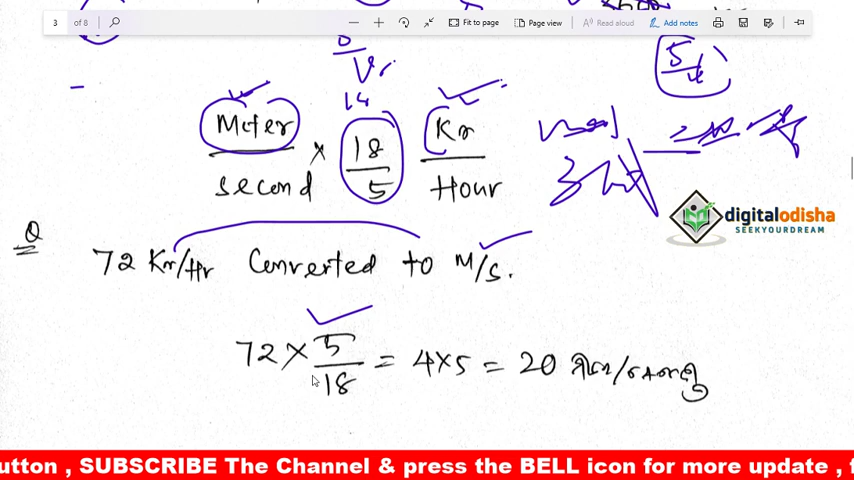 3 of 8 Fit to page Page view Read aloud Add notes
5
Meter × 18 Km
second 5 Hour
digitalodisha
SEEKYOURDREAM
Q
72 Km/Hr Converted to M/S.
72 × 5 = 4×5 = 20
18
utton , SUBSCRIBE The Channel & press the BELL icon for more update , f